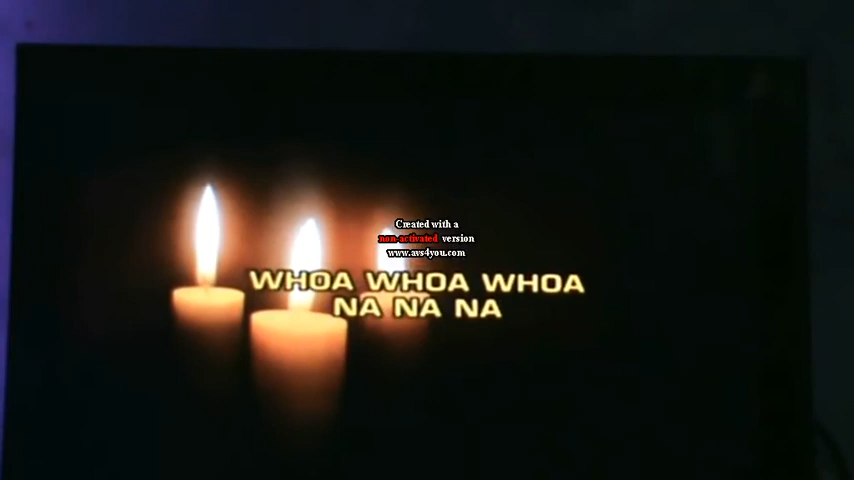 Created with a
non-activated version
www.avs4you.com
WHOA WHOA WHOA
NA NA NA